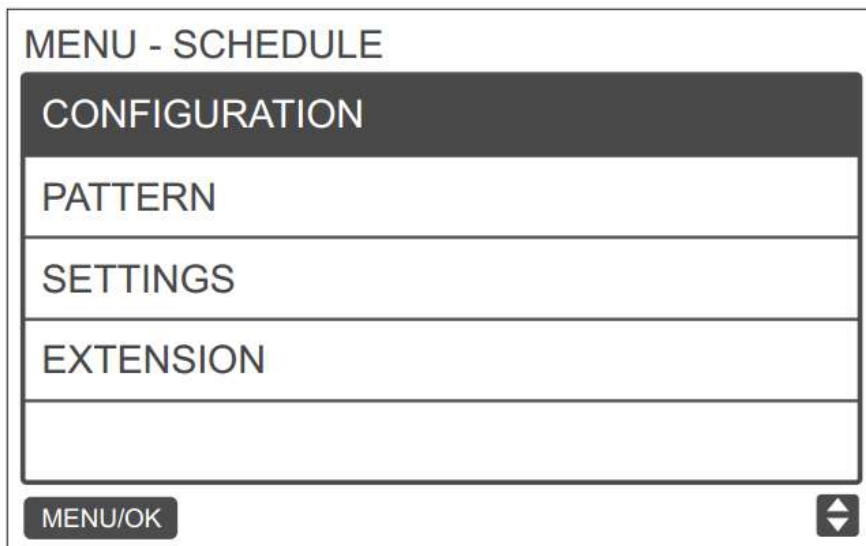 MENU - SCHEDULE
CONFIGURATION
PATTERN
SETTINGS
EXTENSION
MENU/OK